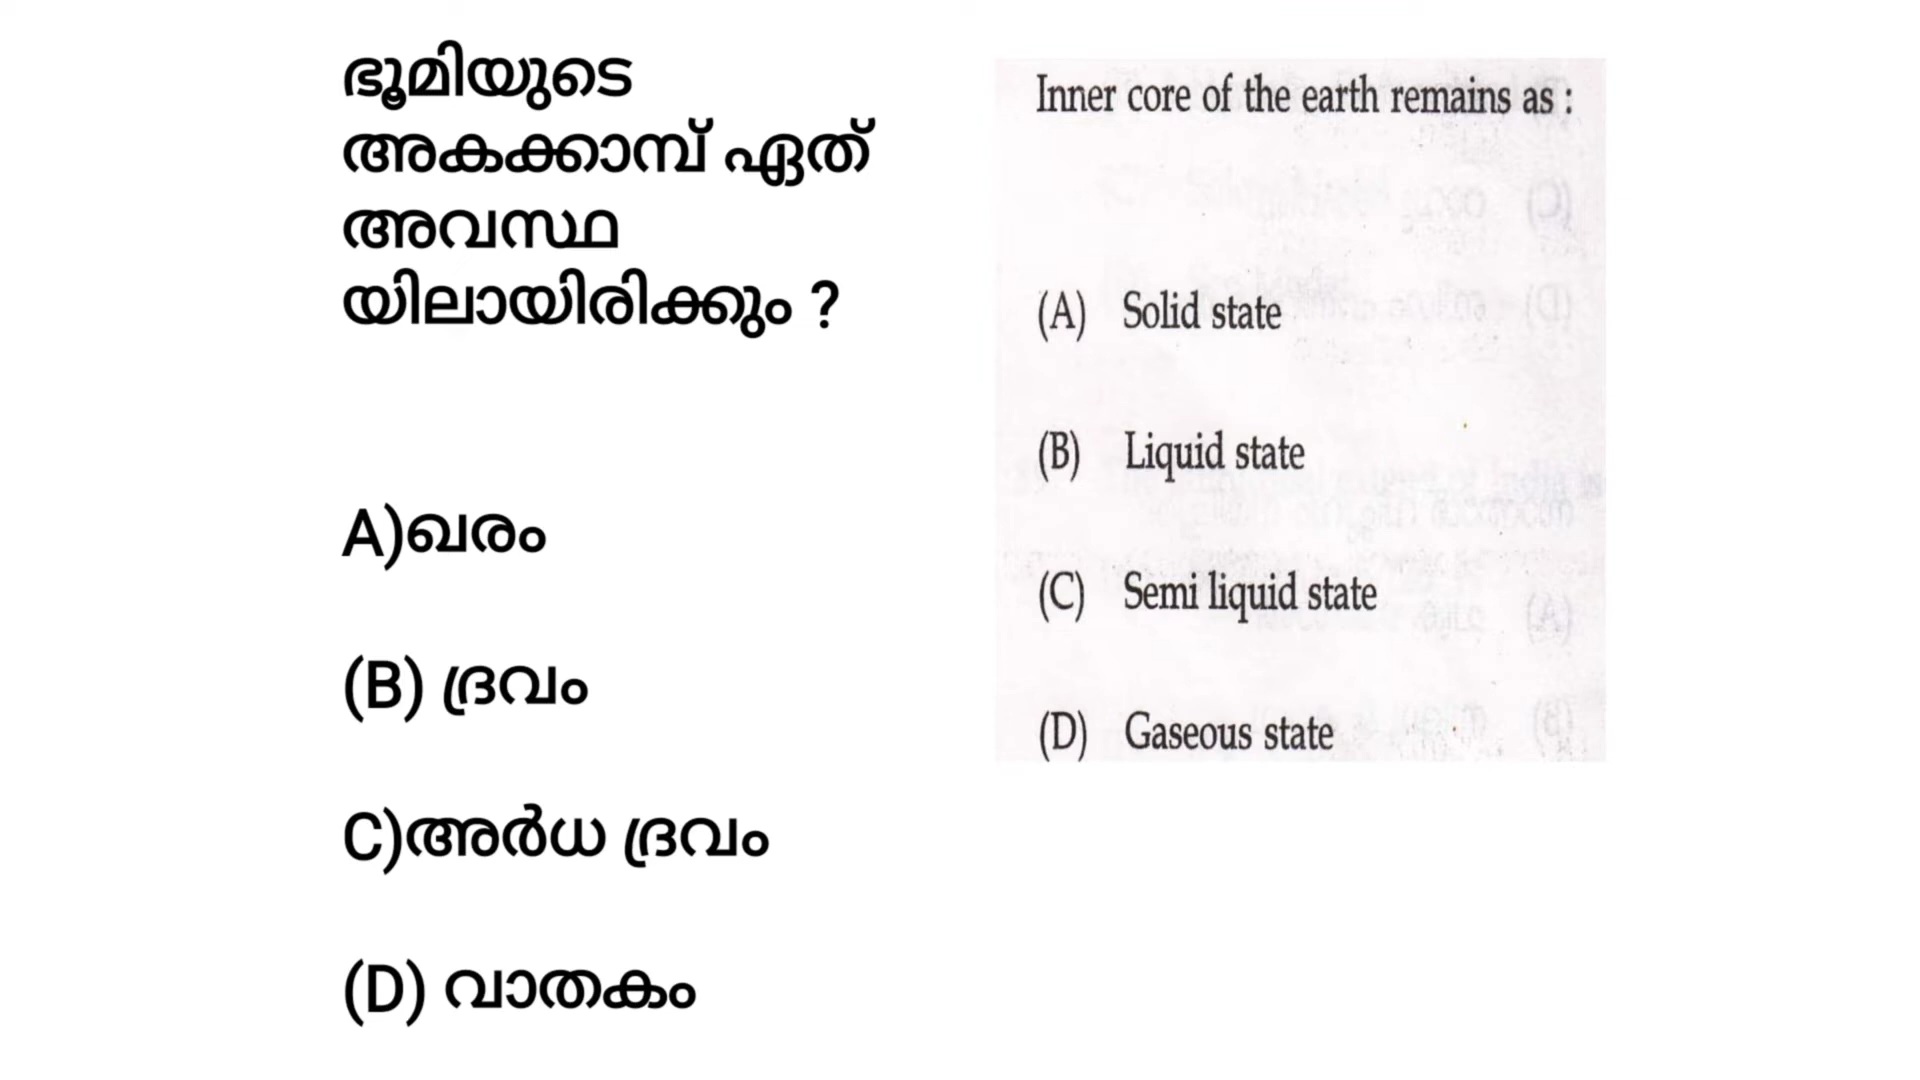 ഭൂമിയുടെ
അകക്കാമ്പ് ഏത്
അവസ്ഥ
യിലായിരിക്കും ?
A)ഖരം
(B) ദ്രവം
C)അർധ ദ്രവം
(D) വാതകം
Inner core of the earth remains as :
(A) Solid state
(B) Liquid state
(C) Semi liquid state
(D) Gaseous state